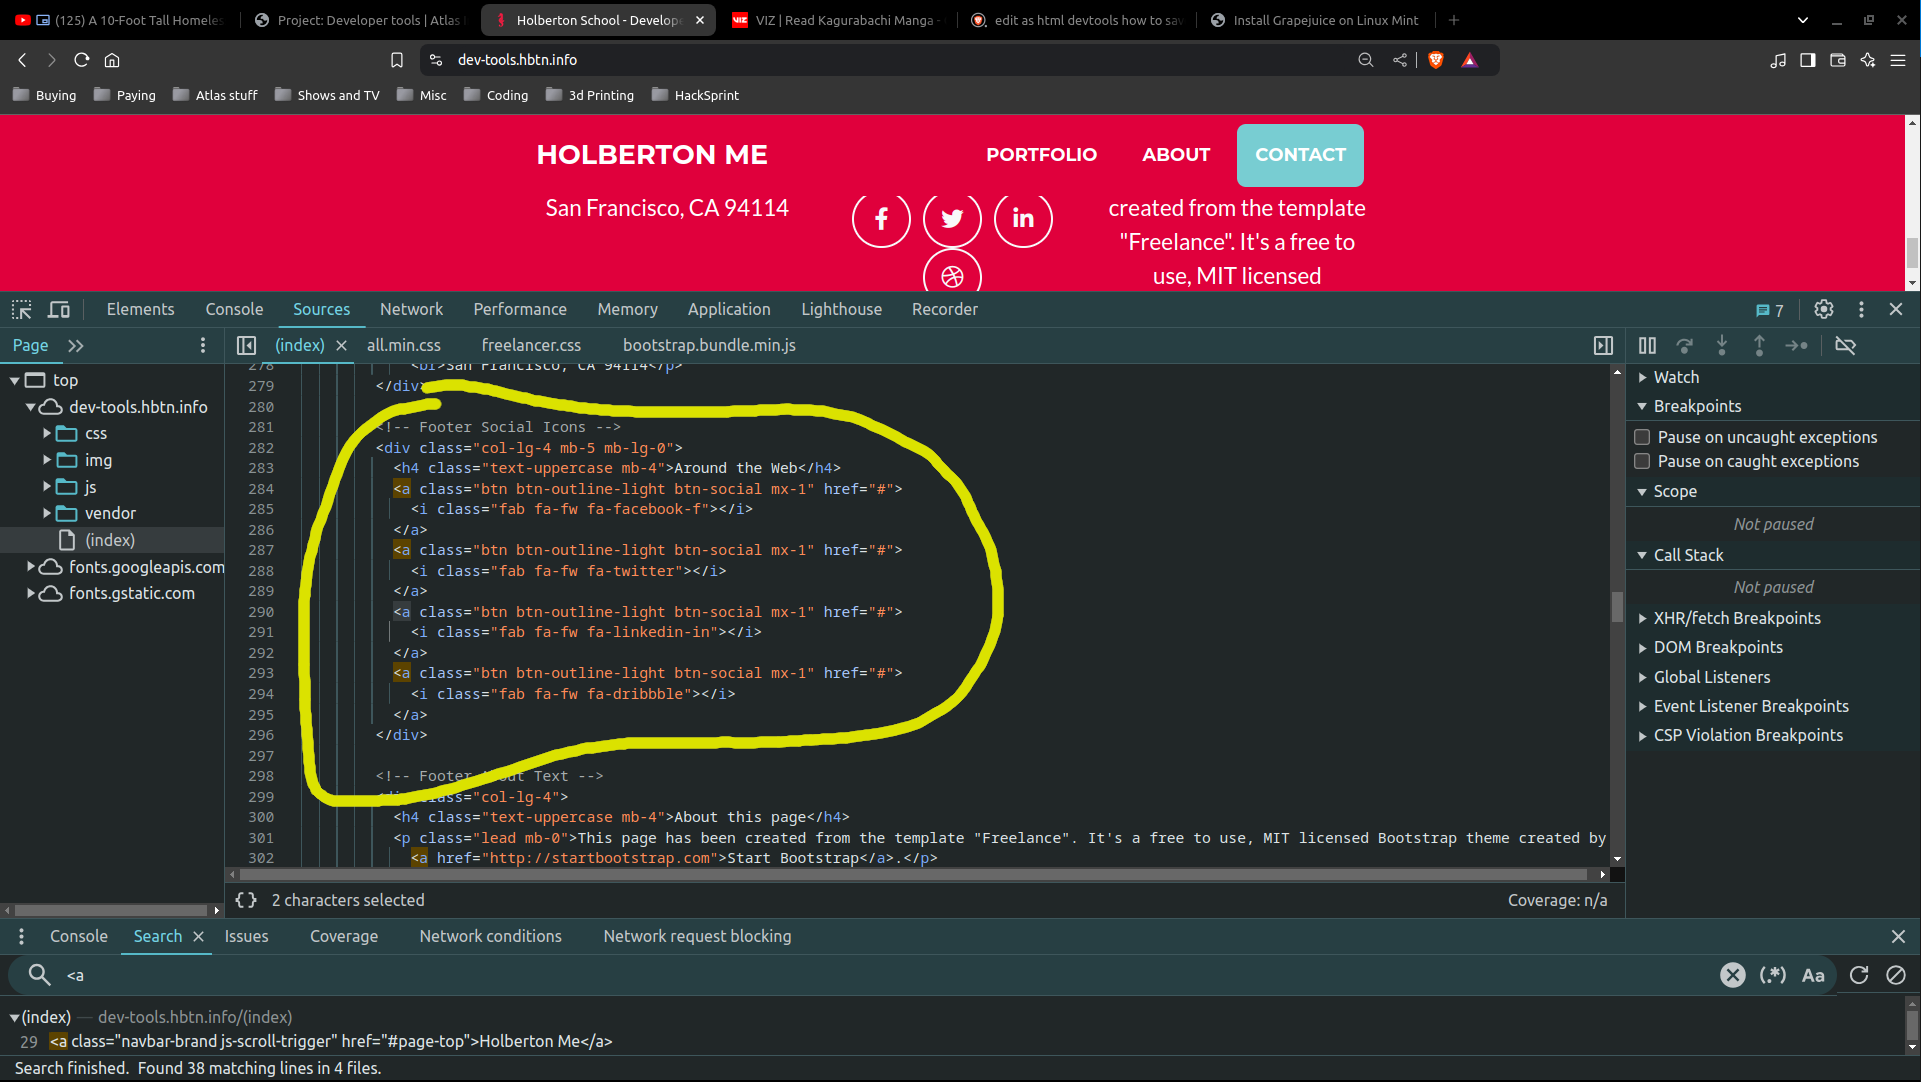 (125) A 10-Foot Tall Homeles
Project: Developer tools | Atlas
Holberton School - Develope
VIZ | Read Kagurabachi Manga -
edit as html devtools how to sav
Install Grapejuice on Linux Mint
dev-tools.hbtn.info
Buying
Paying
Atlas stuff
Shows and TV
Misc
Coding
3d Printing
HackSprint
HOLBERTON ME
PORTFOLIO
ABOUT
CONTACT
San Francisco, CA 94114
created from the template
"Freelance". It's a free to
use, MIT licensed
Elements
Console
Sources
Network
Performance
Memory
Application
Lighthouse
Recorder
7
Page
(index)
all.min.css
freelancer.css
bootstrap.bundle.min.js
top
dev-tools.hbtn.info
css
img
js
vendor
(index)
fonts.googleapis.com
fonts.gstatic.com
278 <br>San Francisco, CA 94114</p>
279 </div>
280
281 <!-- Footer Social Icons -->
282 <div class="col-lg-4 mb-5 mb-lg-0">
283 <h4 class="text-uppercase mb-4">Around the Web</h4>
284 <a class="btn btn-outline-light btn-social mx-1" href="#">
285 <i class="fab fa-fw fa-facebook-f"></i>
286 </a>
287 <a class="btn btn-outline-light btn-social mx-1" href="#">
288 <i class="fab fa-fw fa-twitter"></i>
289 </a>
290 <a class="btn btn-outline-light btn-social mx-1" href="#">
291 <i class="fab fa-fw fa-linkedin-in"></i>
292 </a>
293 <a class="btn btn-outline-light btn-social mx-1" href="#">
294 <i class="fab fa-fw fa-dribbble"></i>
295 </a>
296 </div>
297
298 <!-- Footer About Text -->
299 <div class="col-lg-4">
300 <h4 class="text-uppercase mb-4">About this page</h4>
301 <p class="lead mb-0">This page has been created from the template "Freelance". It's a free to use, MIT licensed Bootstrap theme created by
302 <a href="http://startbootstrap.com">Start Bootstrap</a>.</p>
{} 2 characters selected
Coverage: n/a
Watch
Breakpoints
Pause on uncaught exceptions
Pause on caught exceptions
Scope
Not paused
Call Stack
Not paused
XHR/fetch Breakpoints
DOM Breakpoints
Global Listeners
Event Listener Breakpoints
CSP Violation Breakpoints
Console
Search
Issues
Coverage
Network conditions
Network request blocking
<a
(.*)
Aa
(index) — dev-tools.hbtn.info/(index)
29 <a class="navbar-brand js-scroll-trigger" href="#page-top">Holberton Me</a>
Search finished. Found 38 matching lines in 4 files.